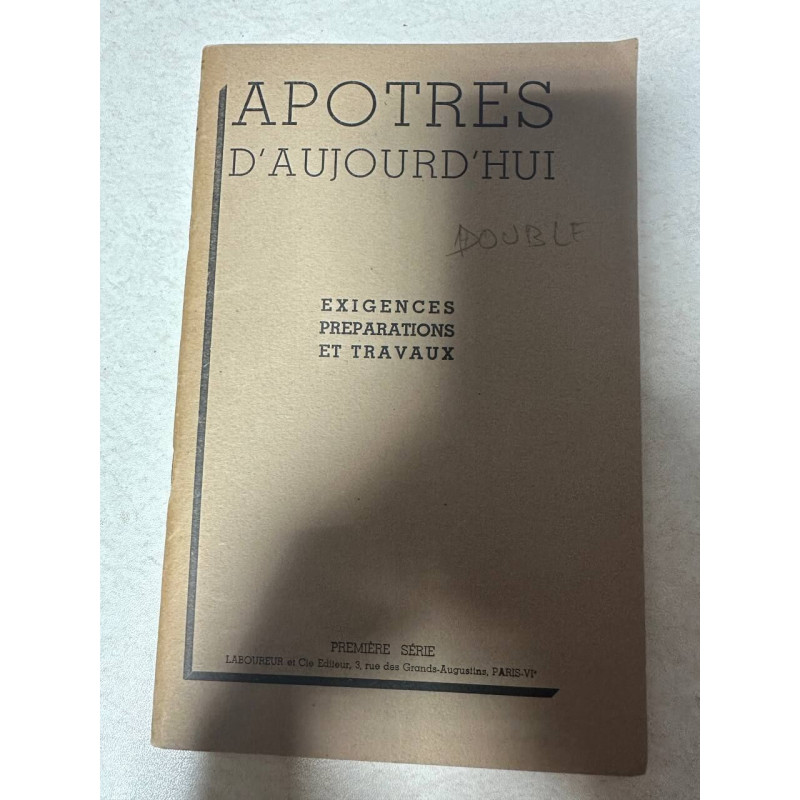 APOTRES
D'AUJOURD'HUI
DOUBLE
EXIGENCES
PREPARATIONS
ET TRAVAUX
PREMIÈRE SÉRIE
LABOUREUR et Cie Editeur, 3, rue des Grands-Augustins, PARIS-VIᵉ